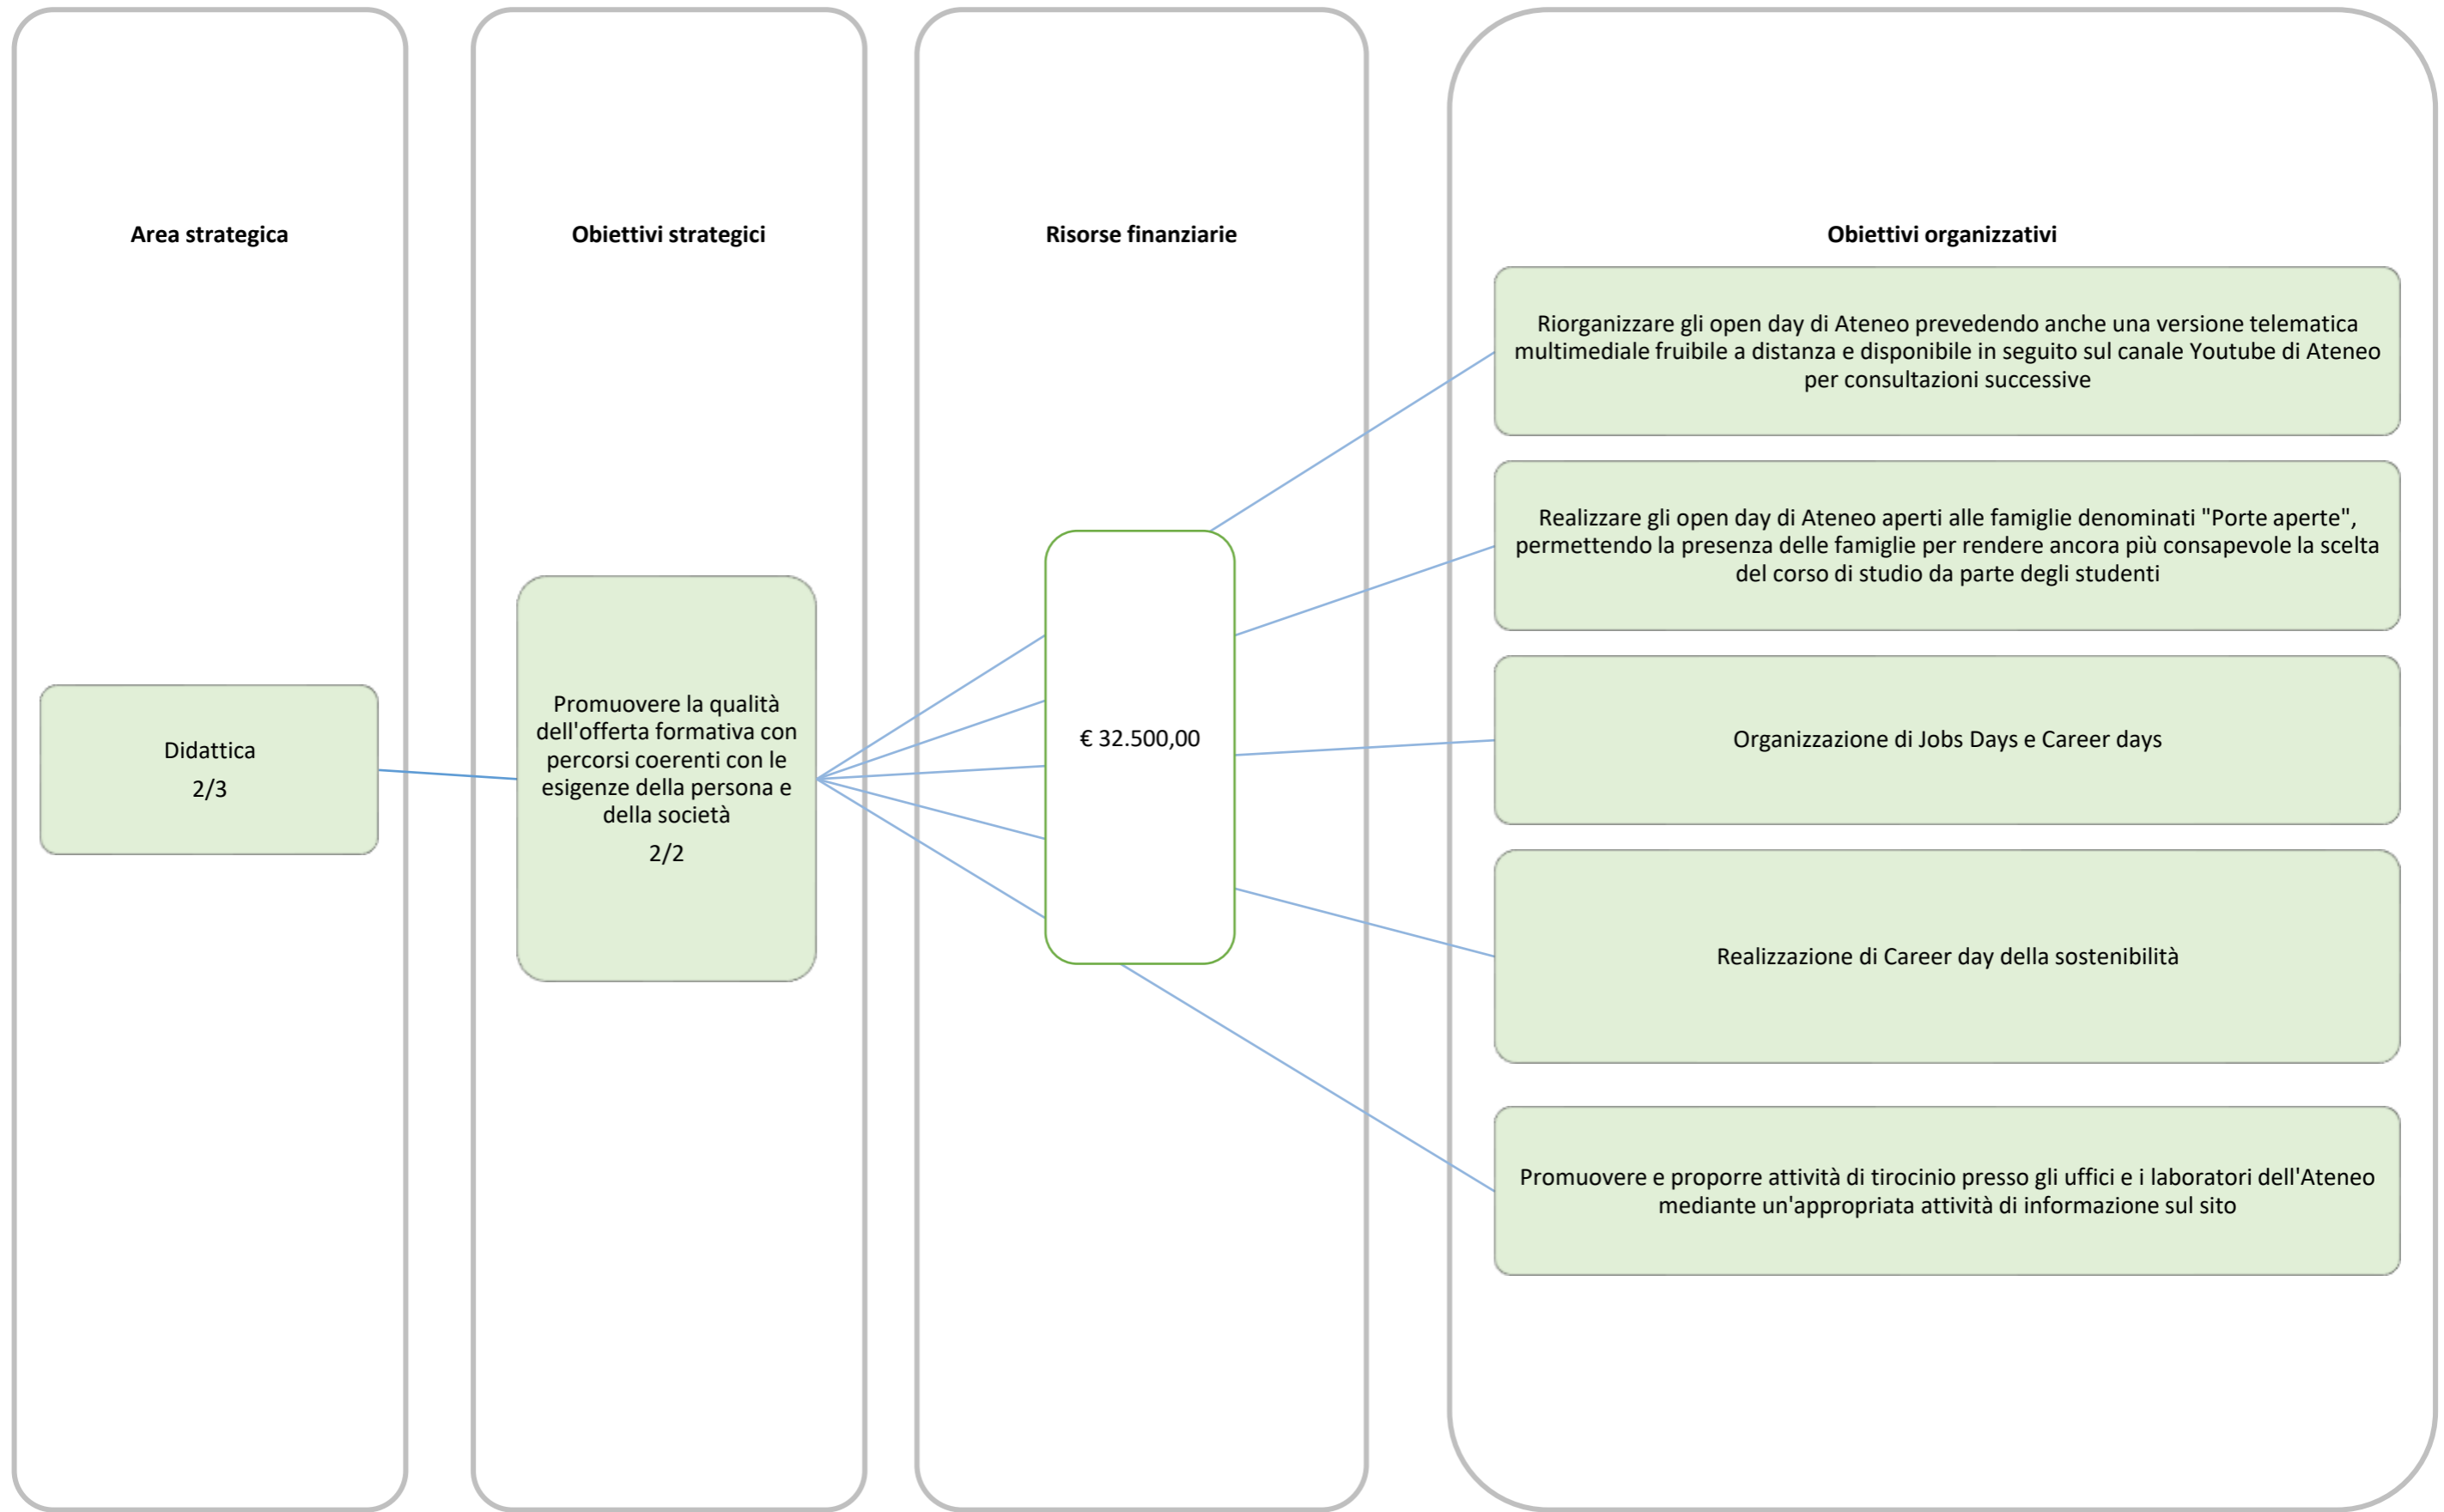 Area strategica
Didattica
2/3
Obiettivi strategici
Promuovere la qualità
dell'offerta formativa con
percorsi coerenti con le
esigenze della persona e
della società
2/2
Risorse finanziarie
€ 32.500,00
Obiettivi organizzativi
Riorganizzare gli open day di Ateneo prevedendo anche una versione telematica
multimediale fruibile a distanza e disponibile in seguito sul canale Youtube di Ateneo
per consultazioni successive
Realizzare gli open day di Ateneo aperti alle famiglie denominati "Porte aperte",
permettendo la presenza delle famiglie per rendere ancora più consapevole la scelta
del corso di studio da parte degli studenti
Organizzazione di Jobs Days e Career days
Realizzazione di Career day della sostenibilità
Promuovere e proporre attività di tirocinio presso gli uffici e i laboratori dell'Ateneo
mediante un'appropriata attività di informazione sul sito